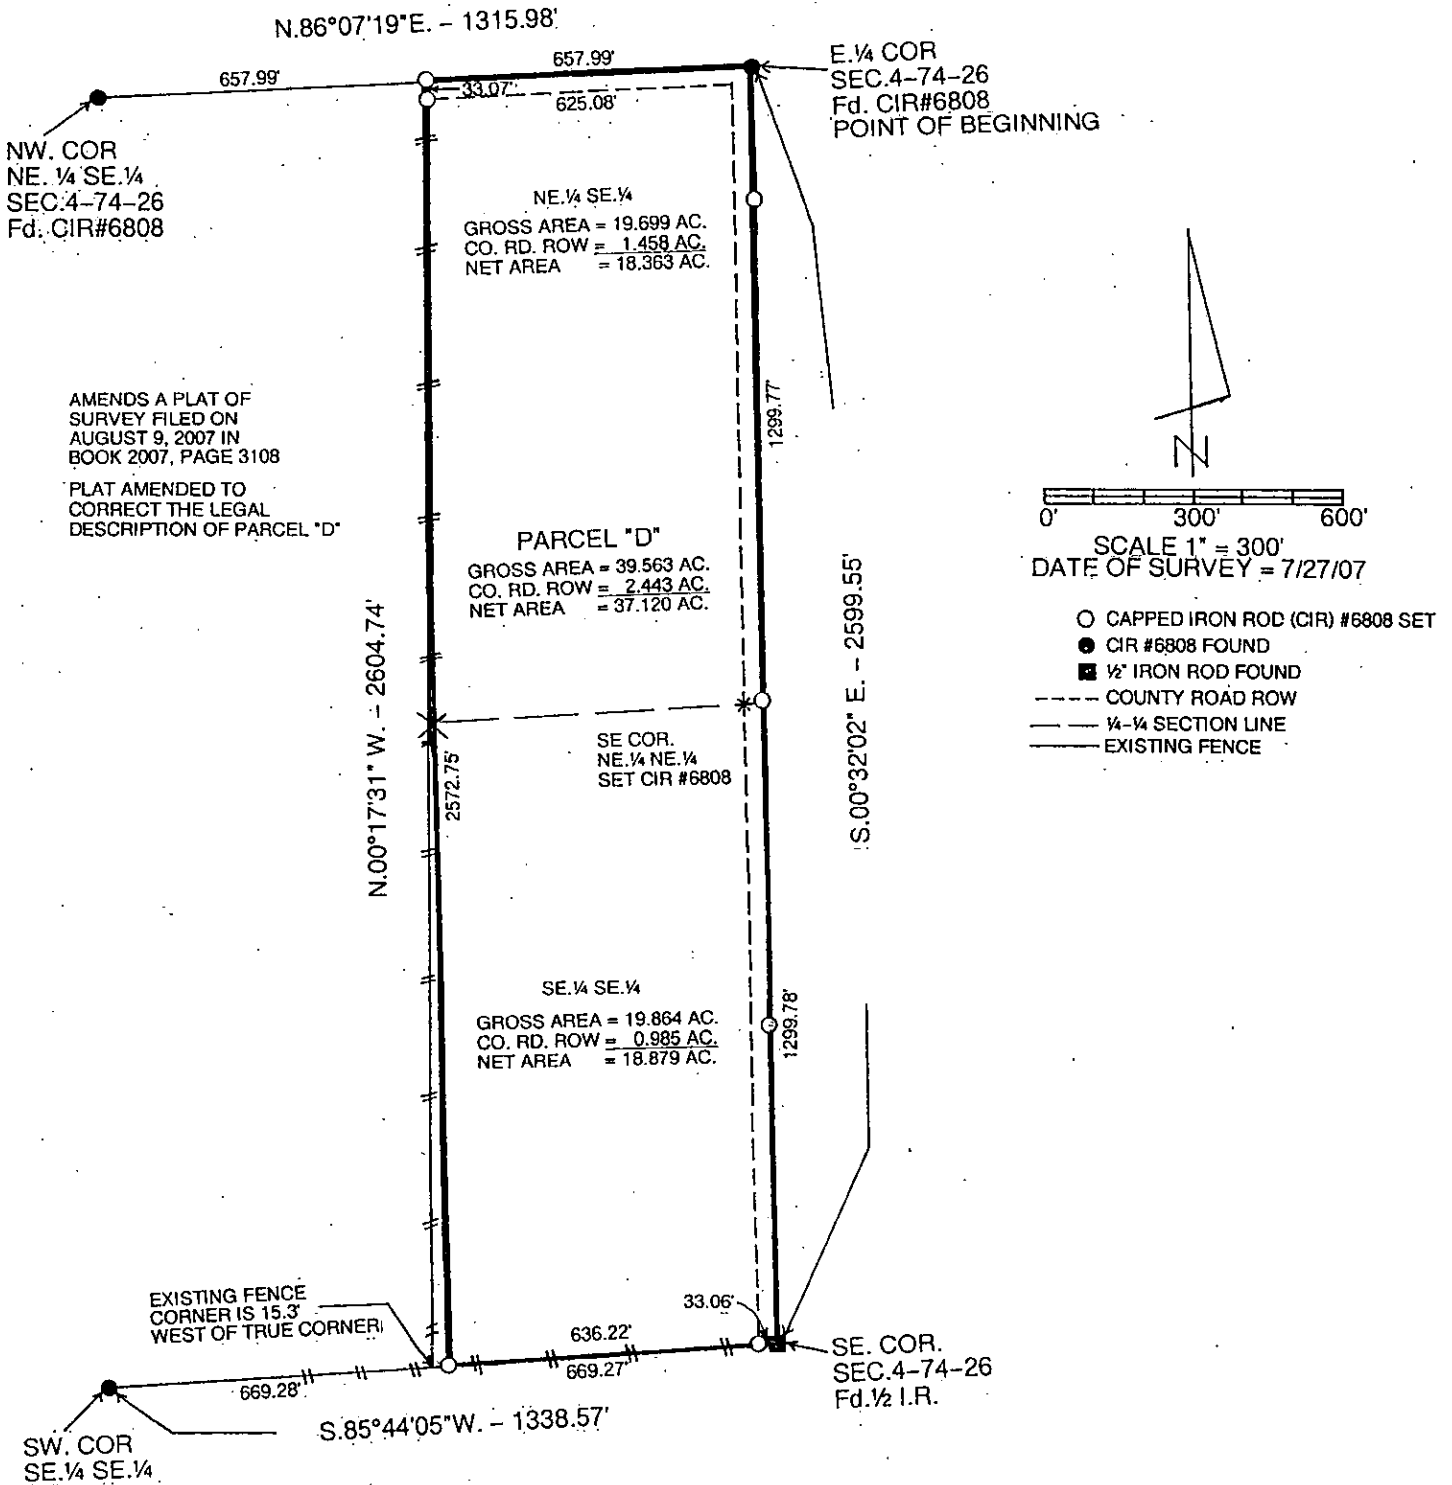 N.86°07'19"E. – 1315.98'
657.99'
657.99'
33.07'
625.08'
E.¼ COR
SEC.4–74–26
Fd. CIR#6808
POINT OF BEGINNING
NW. COR
NE. ¼ SE.¼
SEC.4–74–26
Fd. CIR#6808
NE.¼ SE.¼
GROSS AREA = 19.699 AC.
CO. RD. ROW = 1.458 AC.
NET AREA = 18.363 AC.
AMENDS A PLAT OF
SURVEY FILED ON
AUGUST 9, 2007 IN
BOOK 2007, PAGE 3108
PLAT AMENDED TO
CORRECT THE LEGAL
DESCRIPTION OF PARCEL "D"
1299.77'
N
0' 300' 600'
SCALE 1" = 300'
DATE OF SURVEY = 7/27/07
PARCEL "D"
GROSS AREA = 39.563 AC.
CO. RD. ROW = 2.443 AC.
NET AREA = 37.120 AC.
CAPPED IRON ROD (CIR) #6808 SET
CIR #6808 FOUND
½" IRON ROD FOUND
COUNTY ROAD ROW
¼–¼ SECTION LINE
EXISTING FENCE
N.00°17'31" W. – 2604.74'
2572.75'
S.00°32'02" E. – 2599.55'
SE COR.
NE.¼ NE.¼
SET CIR #6808
SE.¼ SE.¼
GROSS AREA = 19.864 AC.
CO. RD. ROW = 0.985 AC.
NET AREA = 18.879 AC.
1299.78'
EXISTING FENCE
CORNER IS 15.3'
WEST OF TRUE CORNER
33.06'
636.22'
669.27'
669.28'
SE. COR.
SEC.4–74–26
Fd.½ I.R.
S.85°44'05"W. – 1338.57'
SW. COR
SE.¼ SE.¼